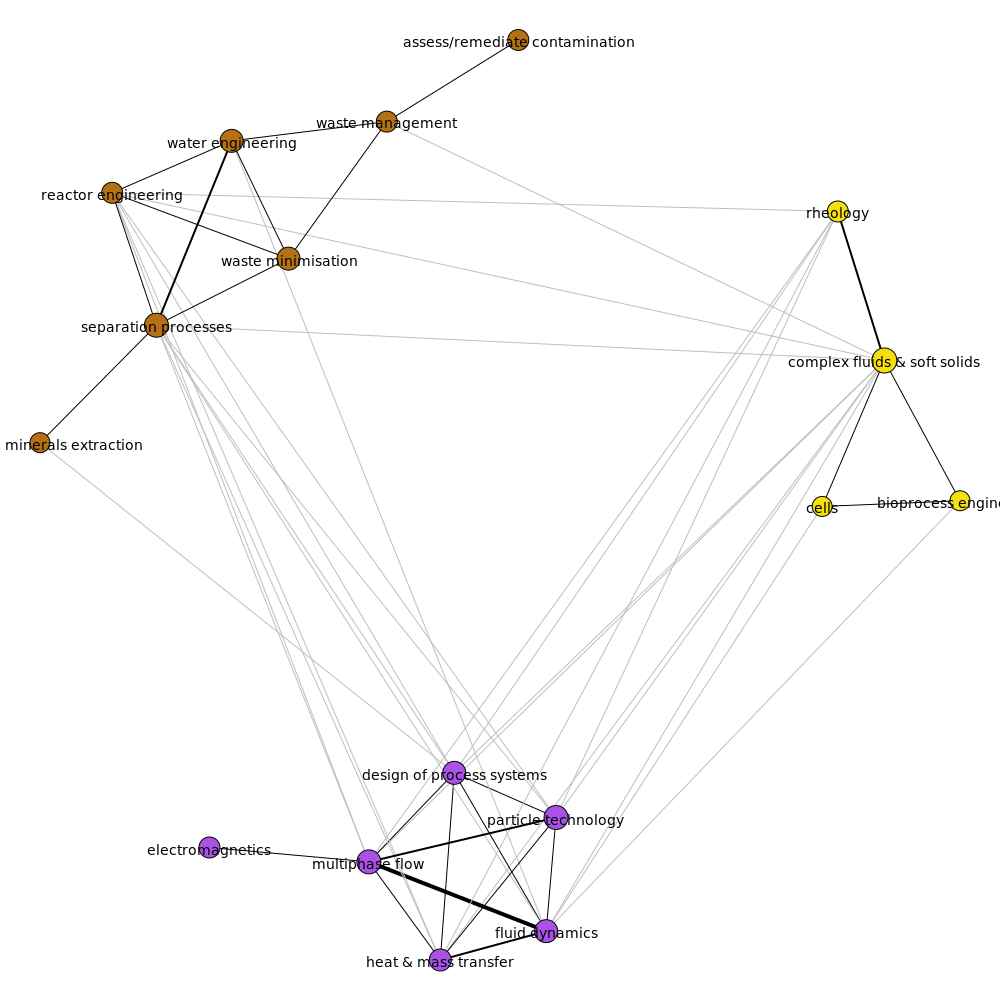 assess/remediate contamination
waste management
water engineering
reactor engineering
rheology
waste minimisation
separation processes
complex fluids & soft solids
minerals extraction
bioprocess engine
cells
design of process systems
particle technology
electromagnetics
multiphase flow
fluid dynamics
heat & mass transfer